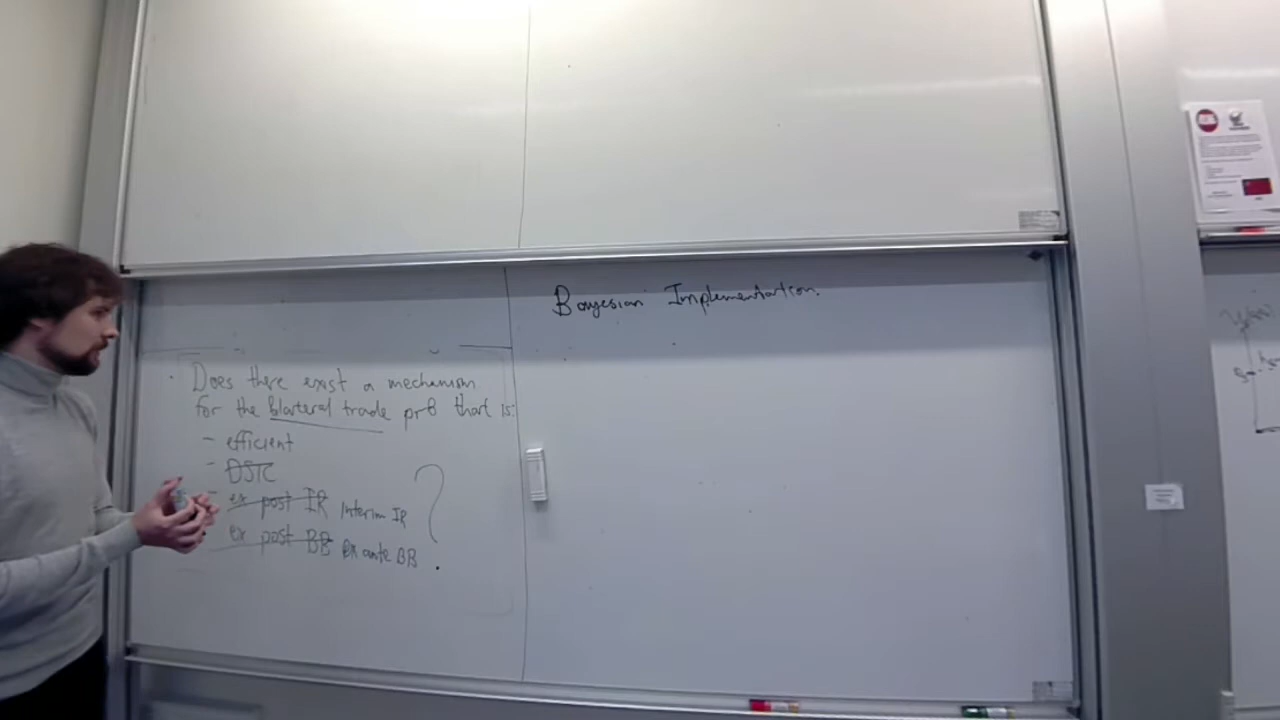 Does there exist a mechanism
for the bilateral trade prb that is:
- efficient
- DSIC
- ex post IR interim IR
- ex post BB ex ante BB
?
Bayesian Implementation.